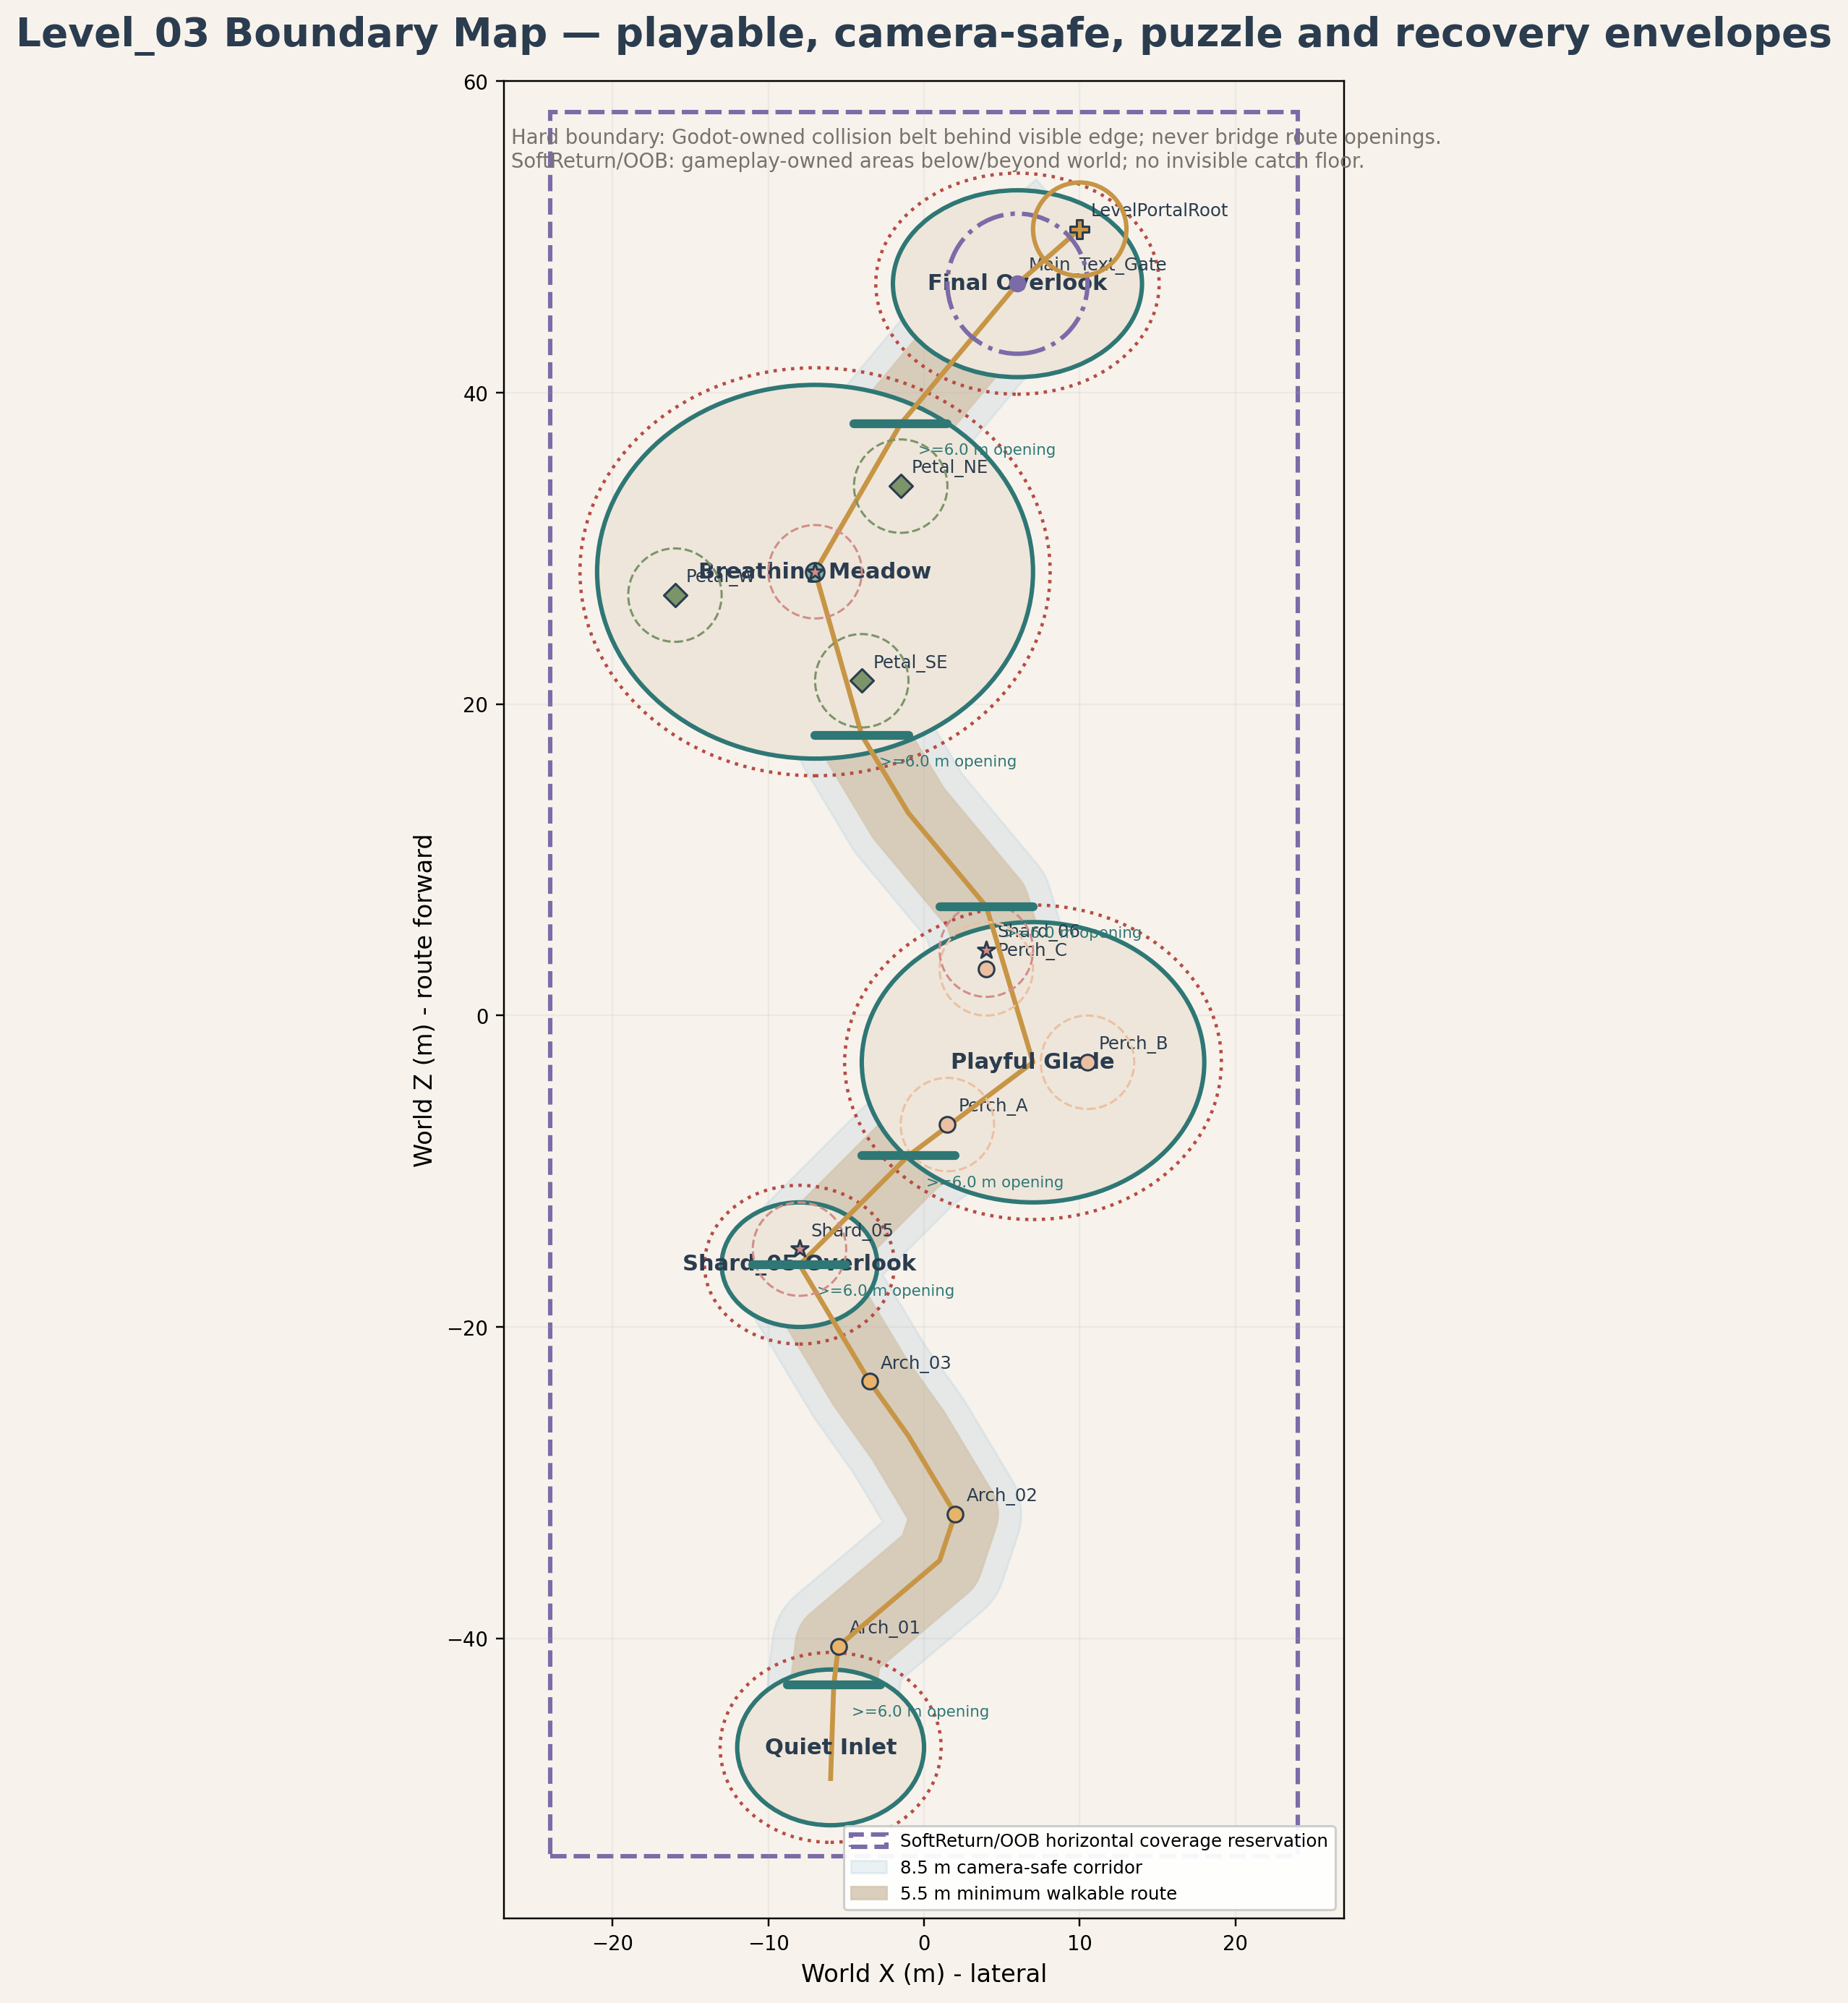 Level_03 Boundary Map — playable, camera-safe, puzzle and recovery envelopes
60
Hard boundary: Godot-owned collision belt behind visible edge; never bridge route openings.
SoftReturn/OOB: gameplay-owned areas below/beyond world; no invisible catch floor.
LevelPortalRoot
Main_Text_Gate
Final Overlook
40
>=6.0 m opening
Petal_NE
Breathing Meadow
Petal_W
Petal_SE
20
>=6.0 m opening
Shard_06
>=6.0 m opening
Perch_C
0
Perch_B
Playful Glade
Perch_A
>=6.0 m opening
Shard_05
Shard_05 Overlook
>=6.0 m opening
−20
Arch_03
Arch_02
Arch_01
−40
>=6.0 m opening
Quiet Inlet
World Z (m) - route forward
SoftReturn/OOB horizontal coverage reservation
8.5 m camera-safe corridor
5.5 m minimum walkable route
−20
−10
0
10
20
World X (m) - lateral